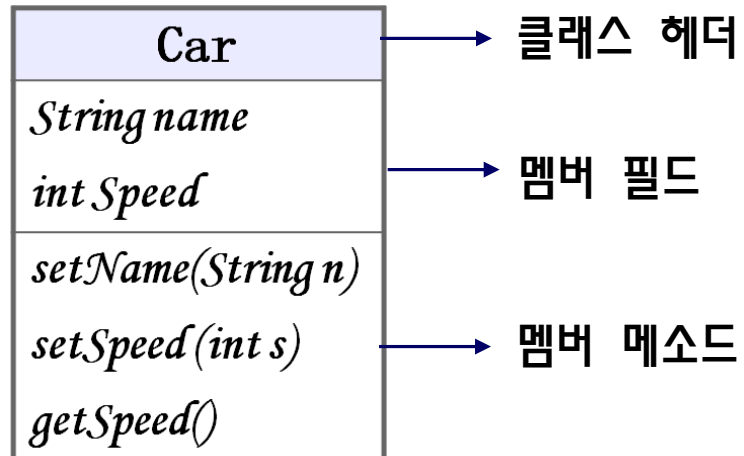 Car
클래스 헤더
String name
int Speed
멤버 필드
setName(String n)
setSpeed(int s)
getSpeed()
멤버 메소드